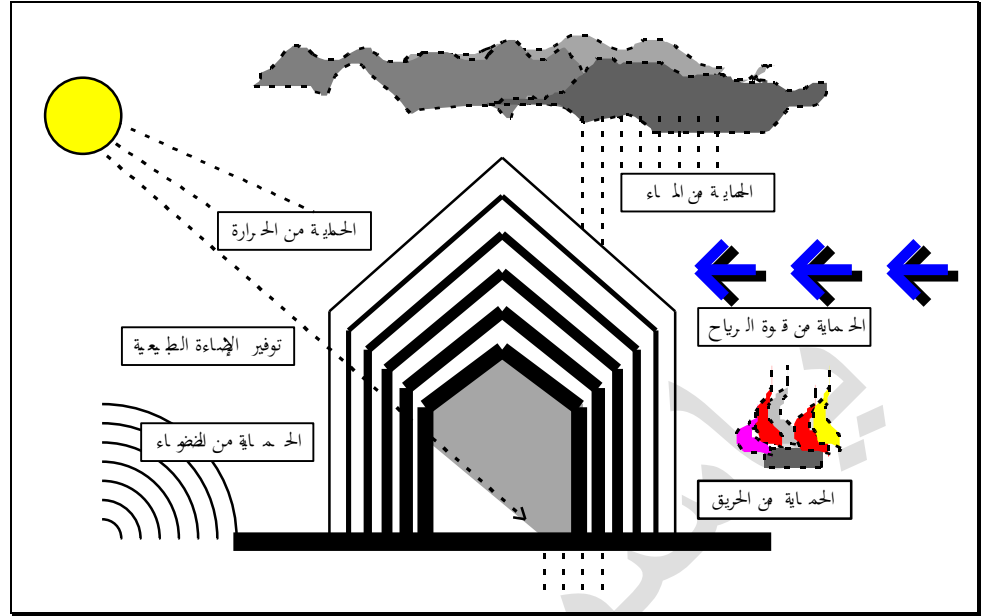 الحماية من الماء
الحماية من الحرارة
الحماية من قوة الرياح
توفير الإضاءة الطبيعية
الحماية من الضوضاء
الحماية من الحريق